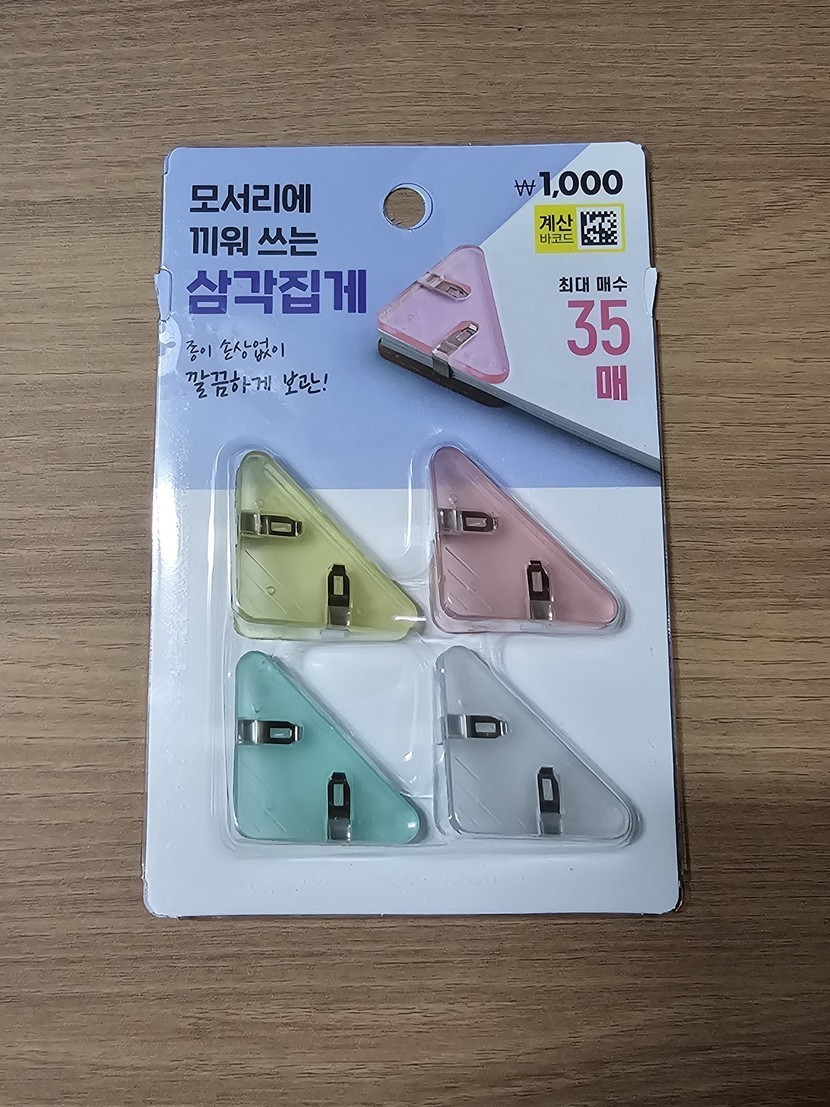 모서리에
끼워 쓰는
삼각집게
종이 손상없이
깔끔하게 보관!
₩1,000
계산
바코드
최대 매수
35
매